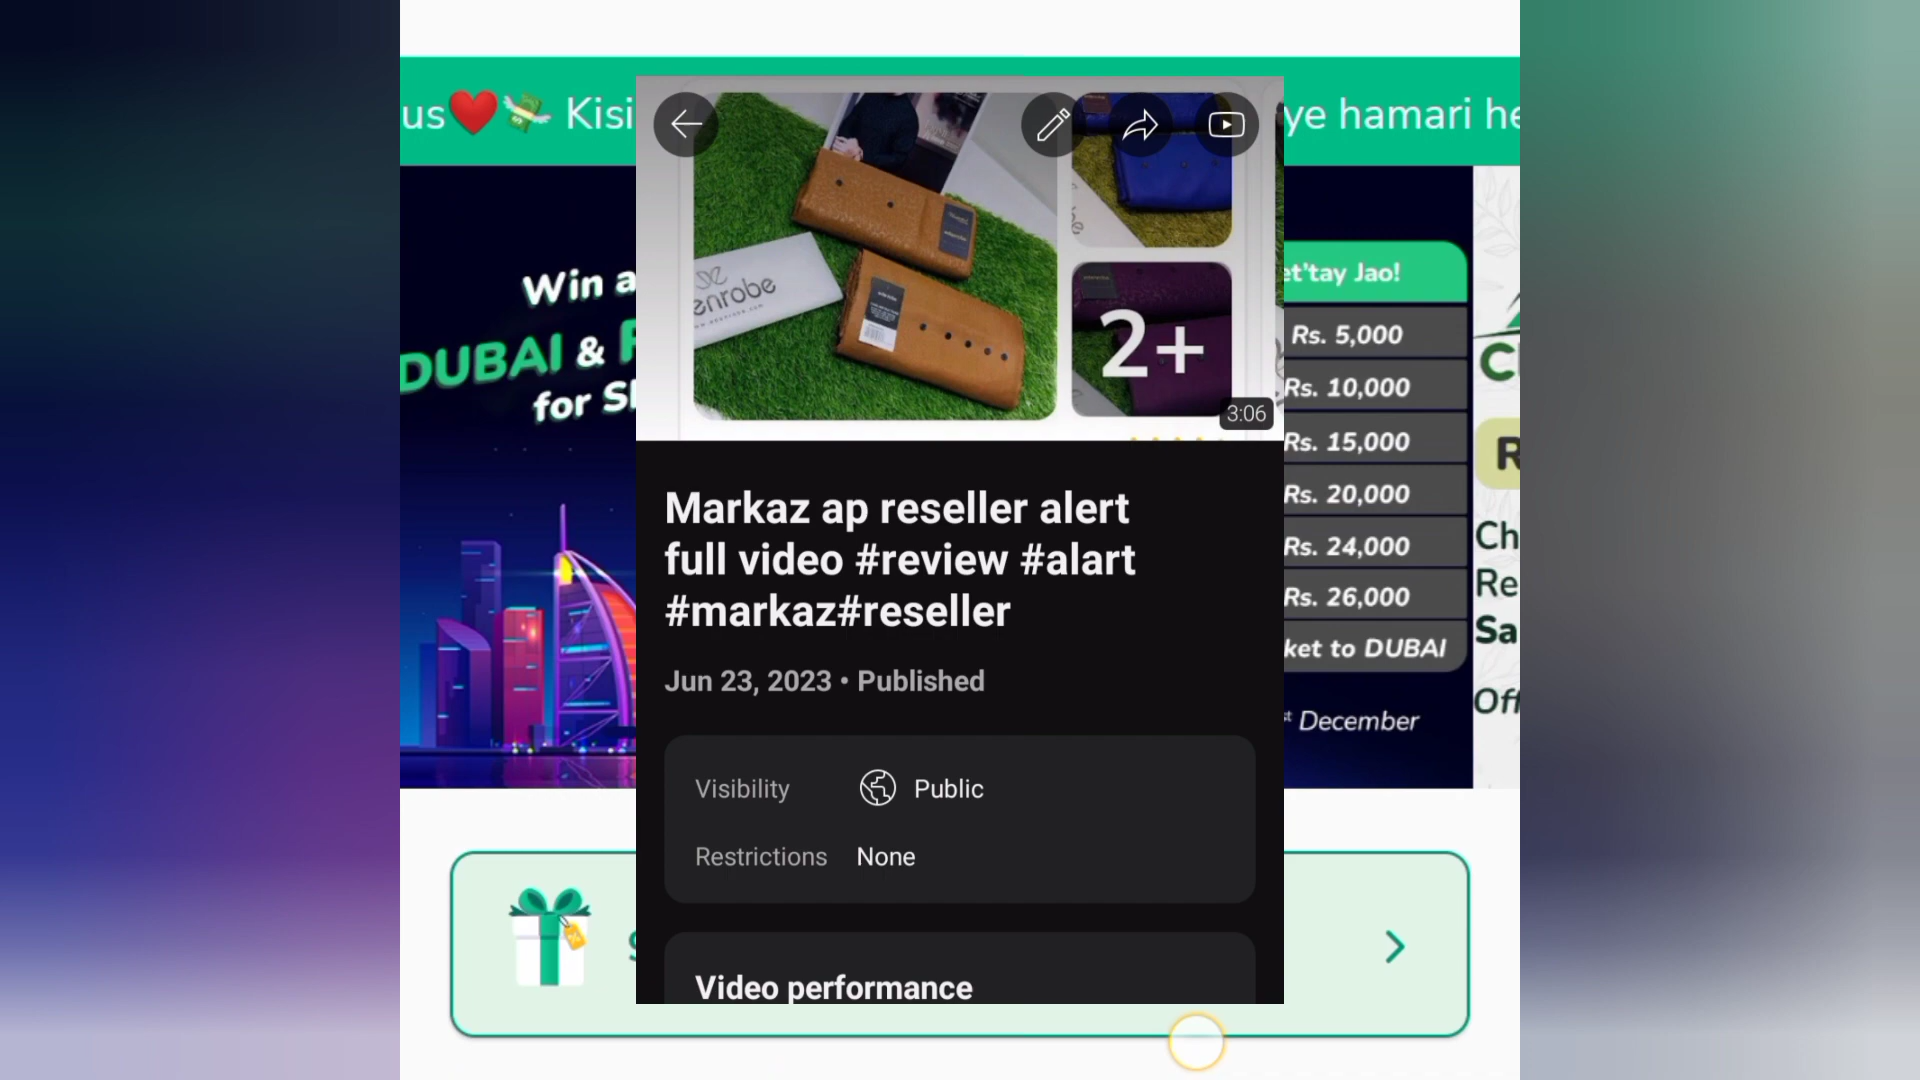 us❤️💸 Kisi
ye hamari he
Win a
DUBAI &
for
et'tay Jao!
Rs. 5,000
Rs. 10,000
Rs. 15,000
Rs. 20,000
Rs. 24,000
Rs. 26,000
ket to DUBAI
st December
enrobe
2+
3:06
Markaz ap reseller alert
full video #review #alart
#markaz#reseller
Jun 23, 2023 • Published
Visibility Public
Restrictions None
Video performance
R
Ch
Re
Sa
Off